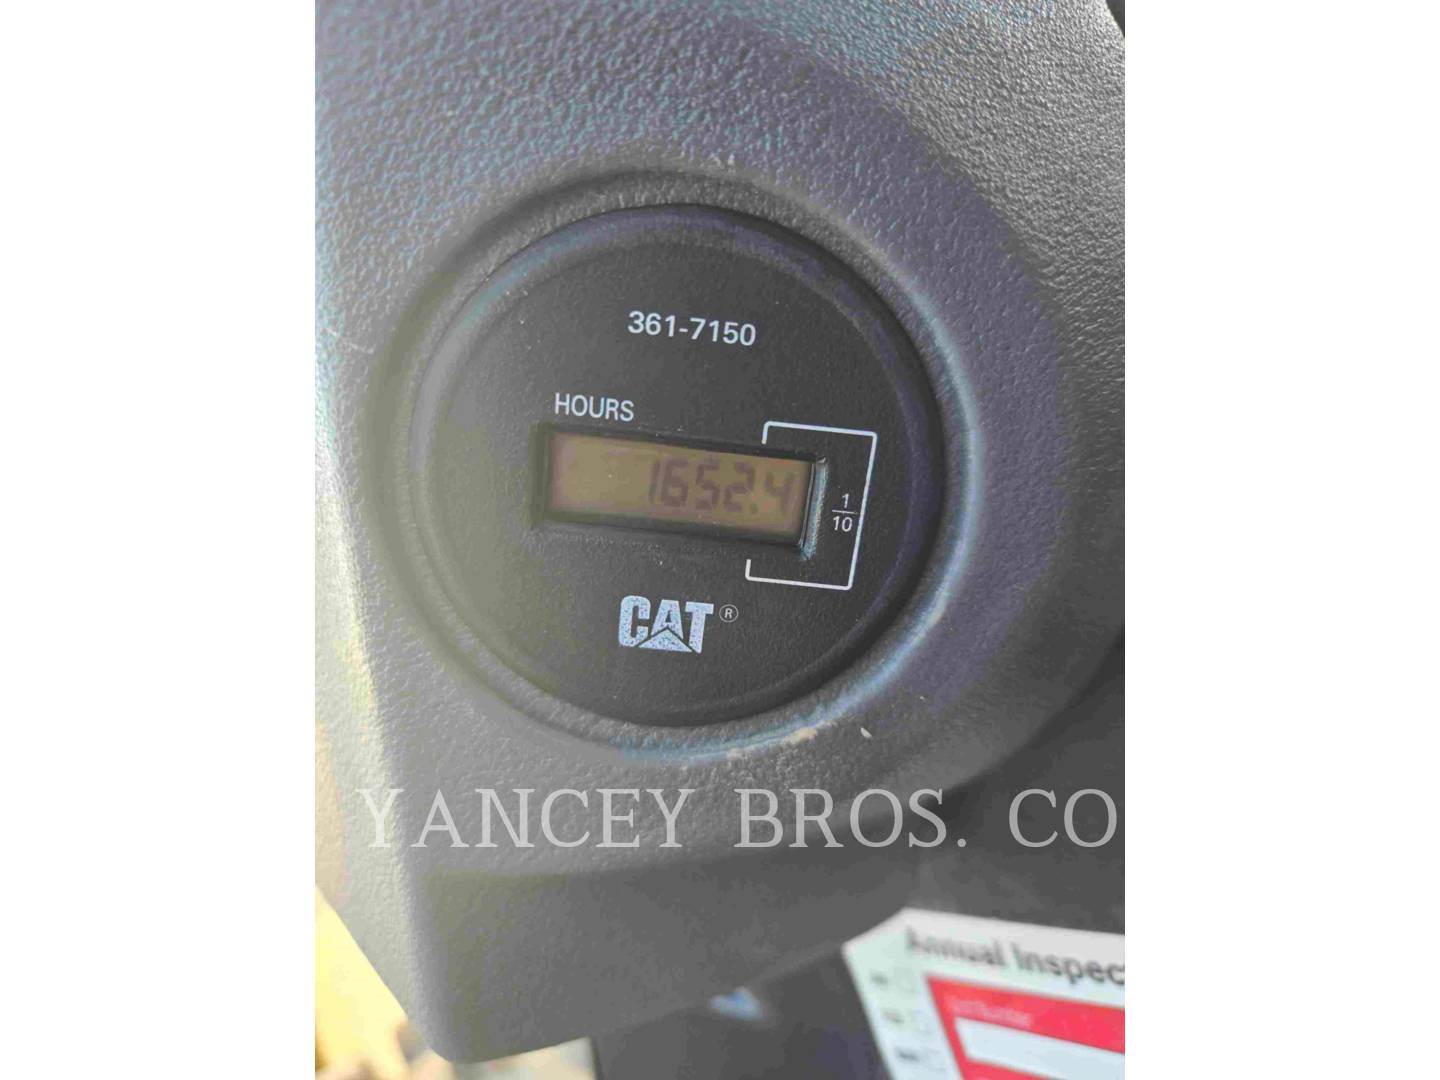 361-7150
HOURS
1652.4
1
10
CAT®
YANCEY BROS. CO
Annual Inspec